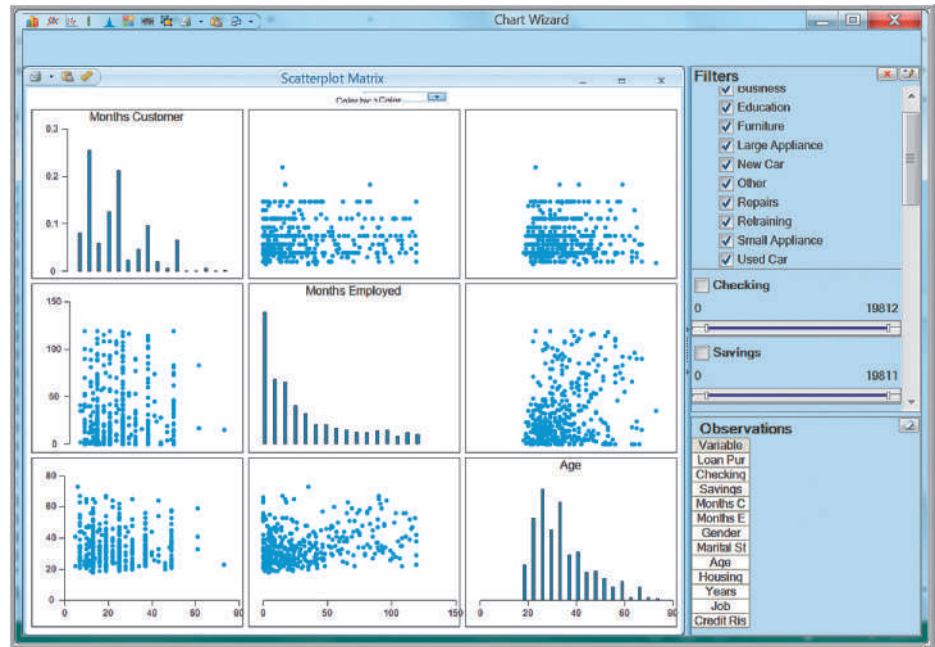 Chart Wizard
Scatterplot Matrix
Color by: Color
Months Customer
0.3
0.2
0.1
0
Months Employed
150
100
50
0
Age
80
60
40
20
0
0 20 40 60 80
0 50 100 150
0 20 40 60 80
Filters
Business
Education
Furniture
Large Appliance
New Car
Other
Repairs
Retraining
Small Appliance
Used Car
Checking
0 19812
Savings
0 19811
Observations
Variable
Loan Pur
Checking
Savings
Months C
Months E
Gender
Marital St
Age
Housing
Years
Job
Credit Ris